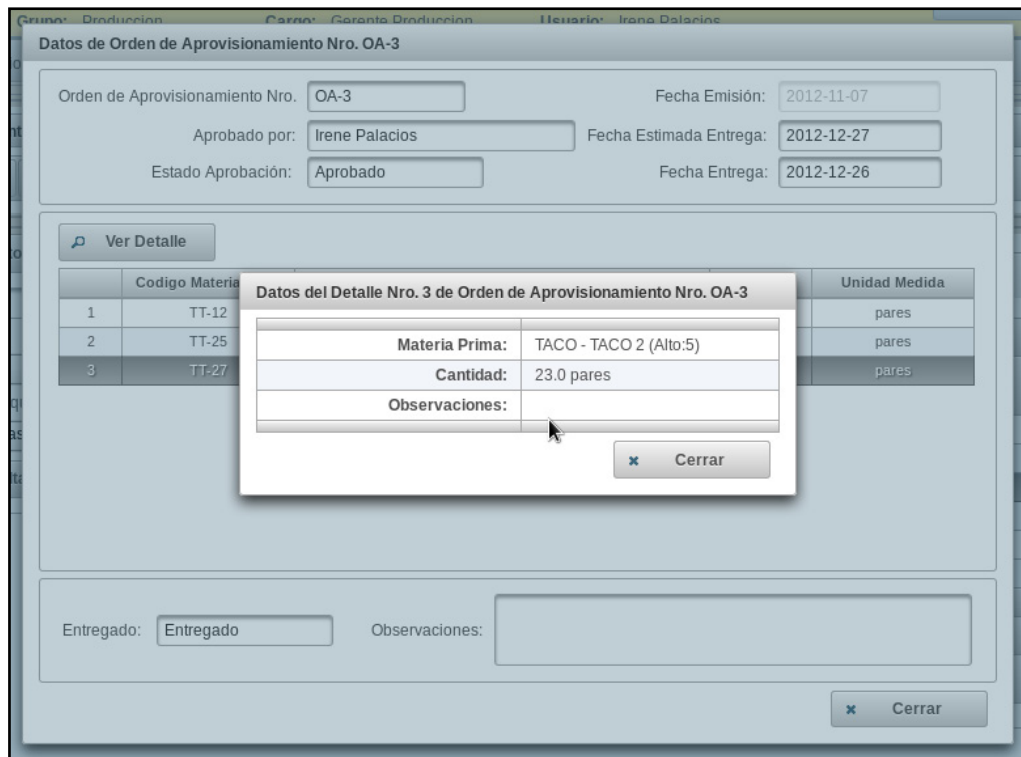 Grupo: Produccion Cargo: Gerente Produccion Usuario: Irene Palacios
Datos de Orden de Aprovisionamiento Nro. OA-3
Orden de Aprovisionamiento Nro. OA-3 Fecha Emisión: 2012-11-07
Aprobado por: Irene Palacios Fecha Estimada Entrega: 2012-12-27
Estado Aprobación: Aprobado Fecha Entrega: 2012-12-26
Ver Detalle
Codigo Materia Unidad Medida
1 TT-12 pares
2 TT-25 pares
3 TT-27 pares
Datos del Detalle Nro. 3 de Orden de Aprovisionamiento Nro. OA-3
Materia Prima: TACO - TACO 2 (Alto:5)
Cantidad: 23.0 pares
Observaciones:
Cerrar
Entregado: Entregado Observaciones:
Cerrar